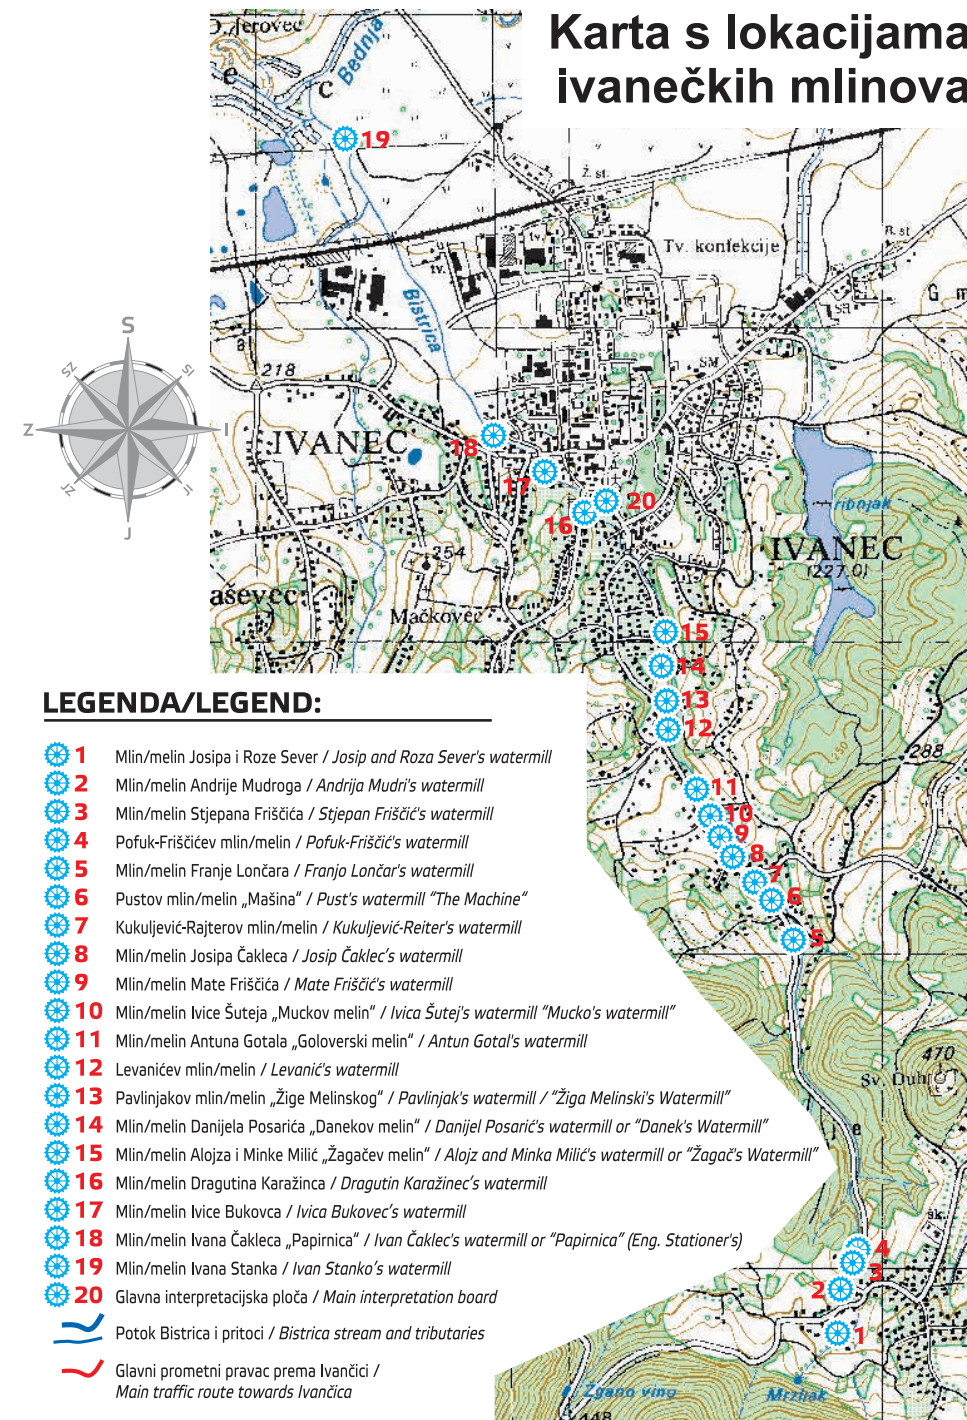 Karta s lokacijama
ivanečkih mlinova
Jerovec
Bednja
e
c
19
Ž. st.
Tv. konfekcije
tv.
tv.
Bistrica
G
SM
218
S
SI
I
JI
J
JZ
Z
SZ
IVANEC
18
17
16
20
ribnjak
IVANEC
(227.0)
254
aševec
Mačkovec
15
14
13
12
288
11
10
9
8
7
6
5
470
Sv. Duh
e
šk.
4
3
2
1
Žgano vino
Mrzljak
448
LEGENDA/LEGEND:
1 Mlin/melin Josipa i Roze Sever / Josip and Roza Sever's watermill
2 Mlin/melin Andrije Mudroga / Andrija Mudri's watermill
3 Mlin/melin Stjepana Friščića / Stjepan Friščić's watermill
4 Pofuk-Friščićev mlin/melin / Pofuk-Friščić's watermill
5 Mlin/melin Franje Lončara / Franjo Lončar's watermill
6 Pustov mlin/melin „Mašina“ / Pust's watermill “The Machine“
7 Kukuljević-Rajterov mlin/melin / Kukuljević-Reiter's watermill
8 Mlin/melin Josipa Čakleca / Josip Čaklec’s watermill
9 Mlin/melin Mate Friščića / Mate Friščić's watermill
10 Mlin/melin Ivice Šuteja „Muckov melin“ / Ivica Šutej's watermill “Mucko's watermill”
11 Mlin/melin Antuna Gotala „Goloverski melin“ / Antun Gotal's watermill
12 Levanićev mlin/melin / Levanić's watermill
13 Pavlinjakov mlin/melin „Žige Melinskog“ / Pavlinjak's watermill / “Žiga Melinski's Watermill”
14 Mlin/melin Danijela Posarića „Danekov melin“ / Danijel Posarić's watermill or “Danek's Watermill”
15 Mlin/melin Alojza i Minke Milić „Žagačev melin“ / Alojz and Minka Milić's watermill or “Žagač's Watermill”
16 Mlin/melin Dragutina Karažinca / Dragutin Karažinec’s watermill
17 Mlin/melin Ivice Bukovca / Ivica Bukovec’s watermill
18 Mlin/melin Ivana Čakleca „Papirnica“ / Ivan Čaklec's watermill or “Papirnica” (Eng. Stationer's)
19 Mlin/melin Ivana Stanka / Ivan Stanko’s watermill
20 Glavna interpretacijska ploča / Main interpretation board
Potok Bistrica i pritoci / Bistrica stream and tributaries
Glavni prometni pravac prema Ivančici /
Main traffic route towards Ivančica